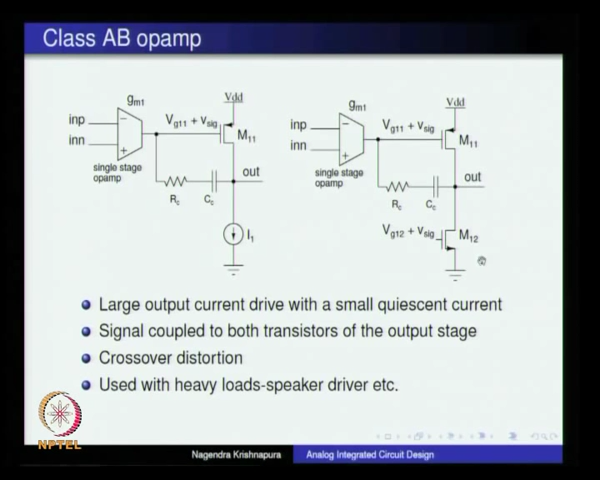 Class AB opamp
gm1
Vdd
inp
Vg11 + Vsig
inn
M11
single stage
opamp
out
Rc
Cc
I1
gm1
Vdd
inp
Vg11 + Vsig
inn
M11
single stage
opamp
out
Rc
Cc
Vg12 + Vsig
M12
Large output current drive with a small quiescent current
Signal coupled to both transistors of the output stage
Crossover distortion
Used with heavy loads-speaker driver etc.
NPTEL
Nagendra Krishnapura
Analog Integrated Circuit Design